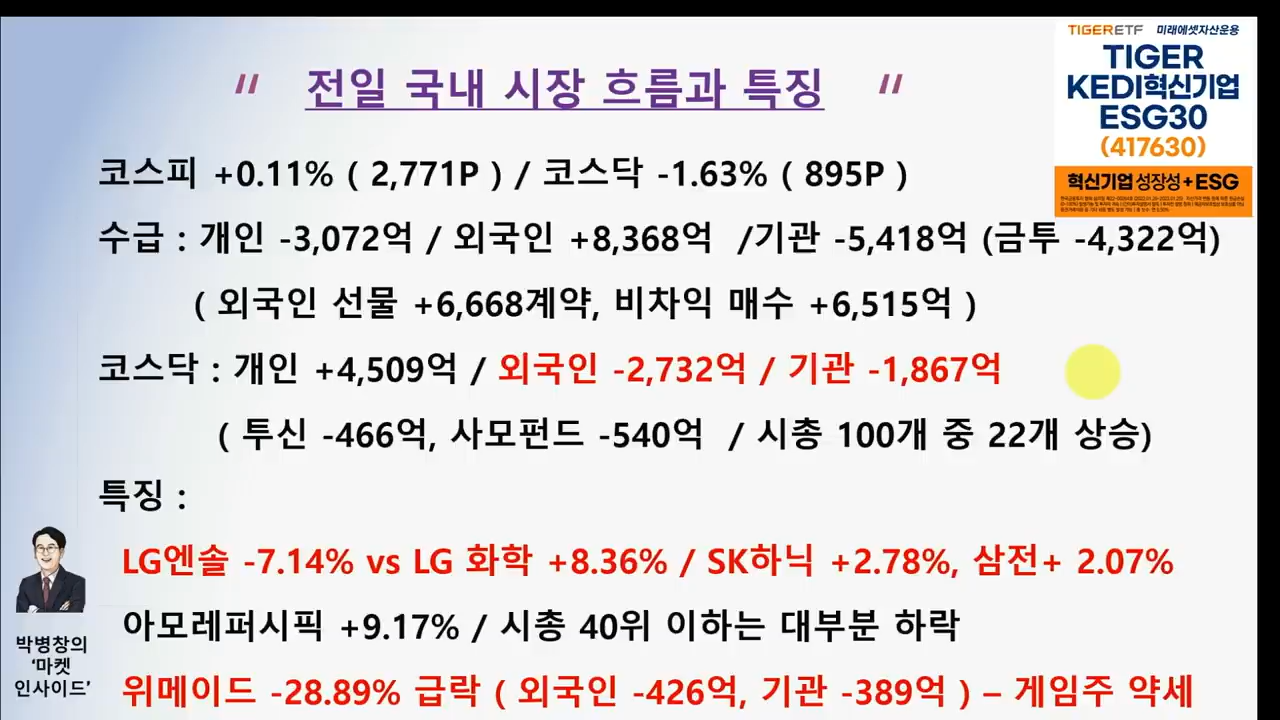 TIGERETF 미래에셋자산운용
TIGER
KEDI혁신기업
ESG30
(417630)
혁신기업 성장성+ESG
" 전일 국내 시장 흐름과 특징 "
코스피 +0.11% ( 2,771P ) / 코스닥 -1.63% ( 895P )
수급 : 개인 -3,072억 / 외국인 +8,368억 /기관 -5,418억 (금투 -4,322억)
( 외국인 선물 +6,668계약, 비차익 매수 +6,515억 )
코스닥 : 개인 +4,509억 / 외국인 -2,732억 / 기관 -1,867억
( 투신 -466억, 사모펀드 -540억 / 시총 100개 중 22개 상승)
특징 :
LG엔솔 -7.14% vs LG 화학 +8.36% / SK하닉 +2.78%, 삼전+ 2.07%
아모레퍼시픽 +9.17% / 시총 40위 이하는 대부분 하락
위메이드 -28.89% 급락 ( 외국인 -426억, 기관 -389억 ) – 게임주 약세
박병창의
'마켓
인사이드'